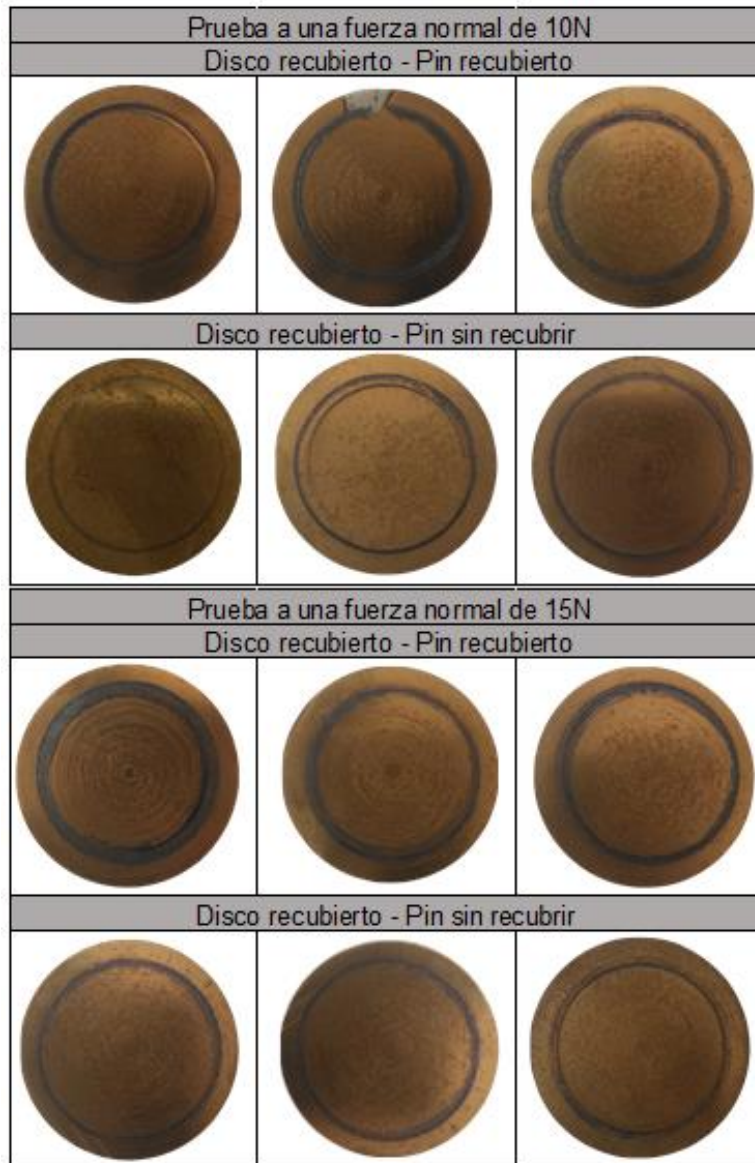 Prueba a una fuerza normal de 10N
Disco recubierto - Pin recubierto
Disco recubierto - Pin sin recubrir
Prueba a una fuerza normal de 15N
Disco recubierto - Pin recubierto
Disco recubierto - Pin sin recubrir